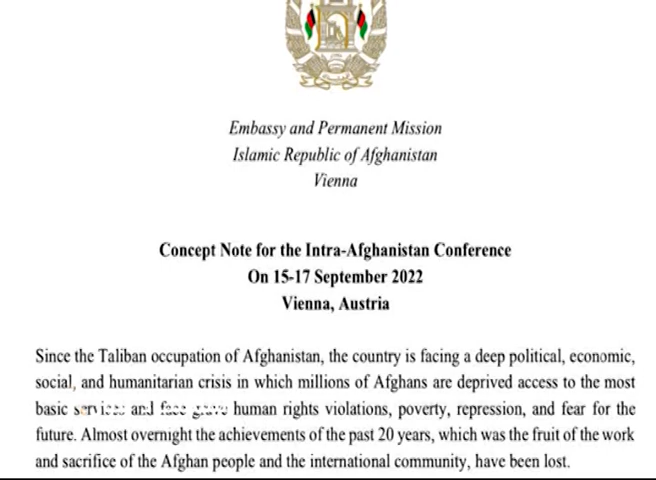 Embassy and Permanent Mission
Islamic Republic of Afghanistan
Vienna
Concept Note for the Intra-Afghanistan Conference
On 15-17 September 2022
Vienna, Austria
Since the Taliban occupation of Afghanistan, the country is facing a deep political, economic,
social, and humanitarian crisis in which millions of Afghans are deprived access to the most
basic services and face grave human rights violations, poverty, repression, and fear for the
future. Almost overnight the achievements of the past 20 years, which was the fruit of the work
and sacrifice of the Afghan people and the international community, have been lost.